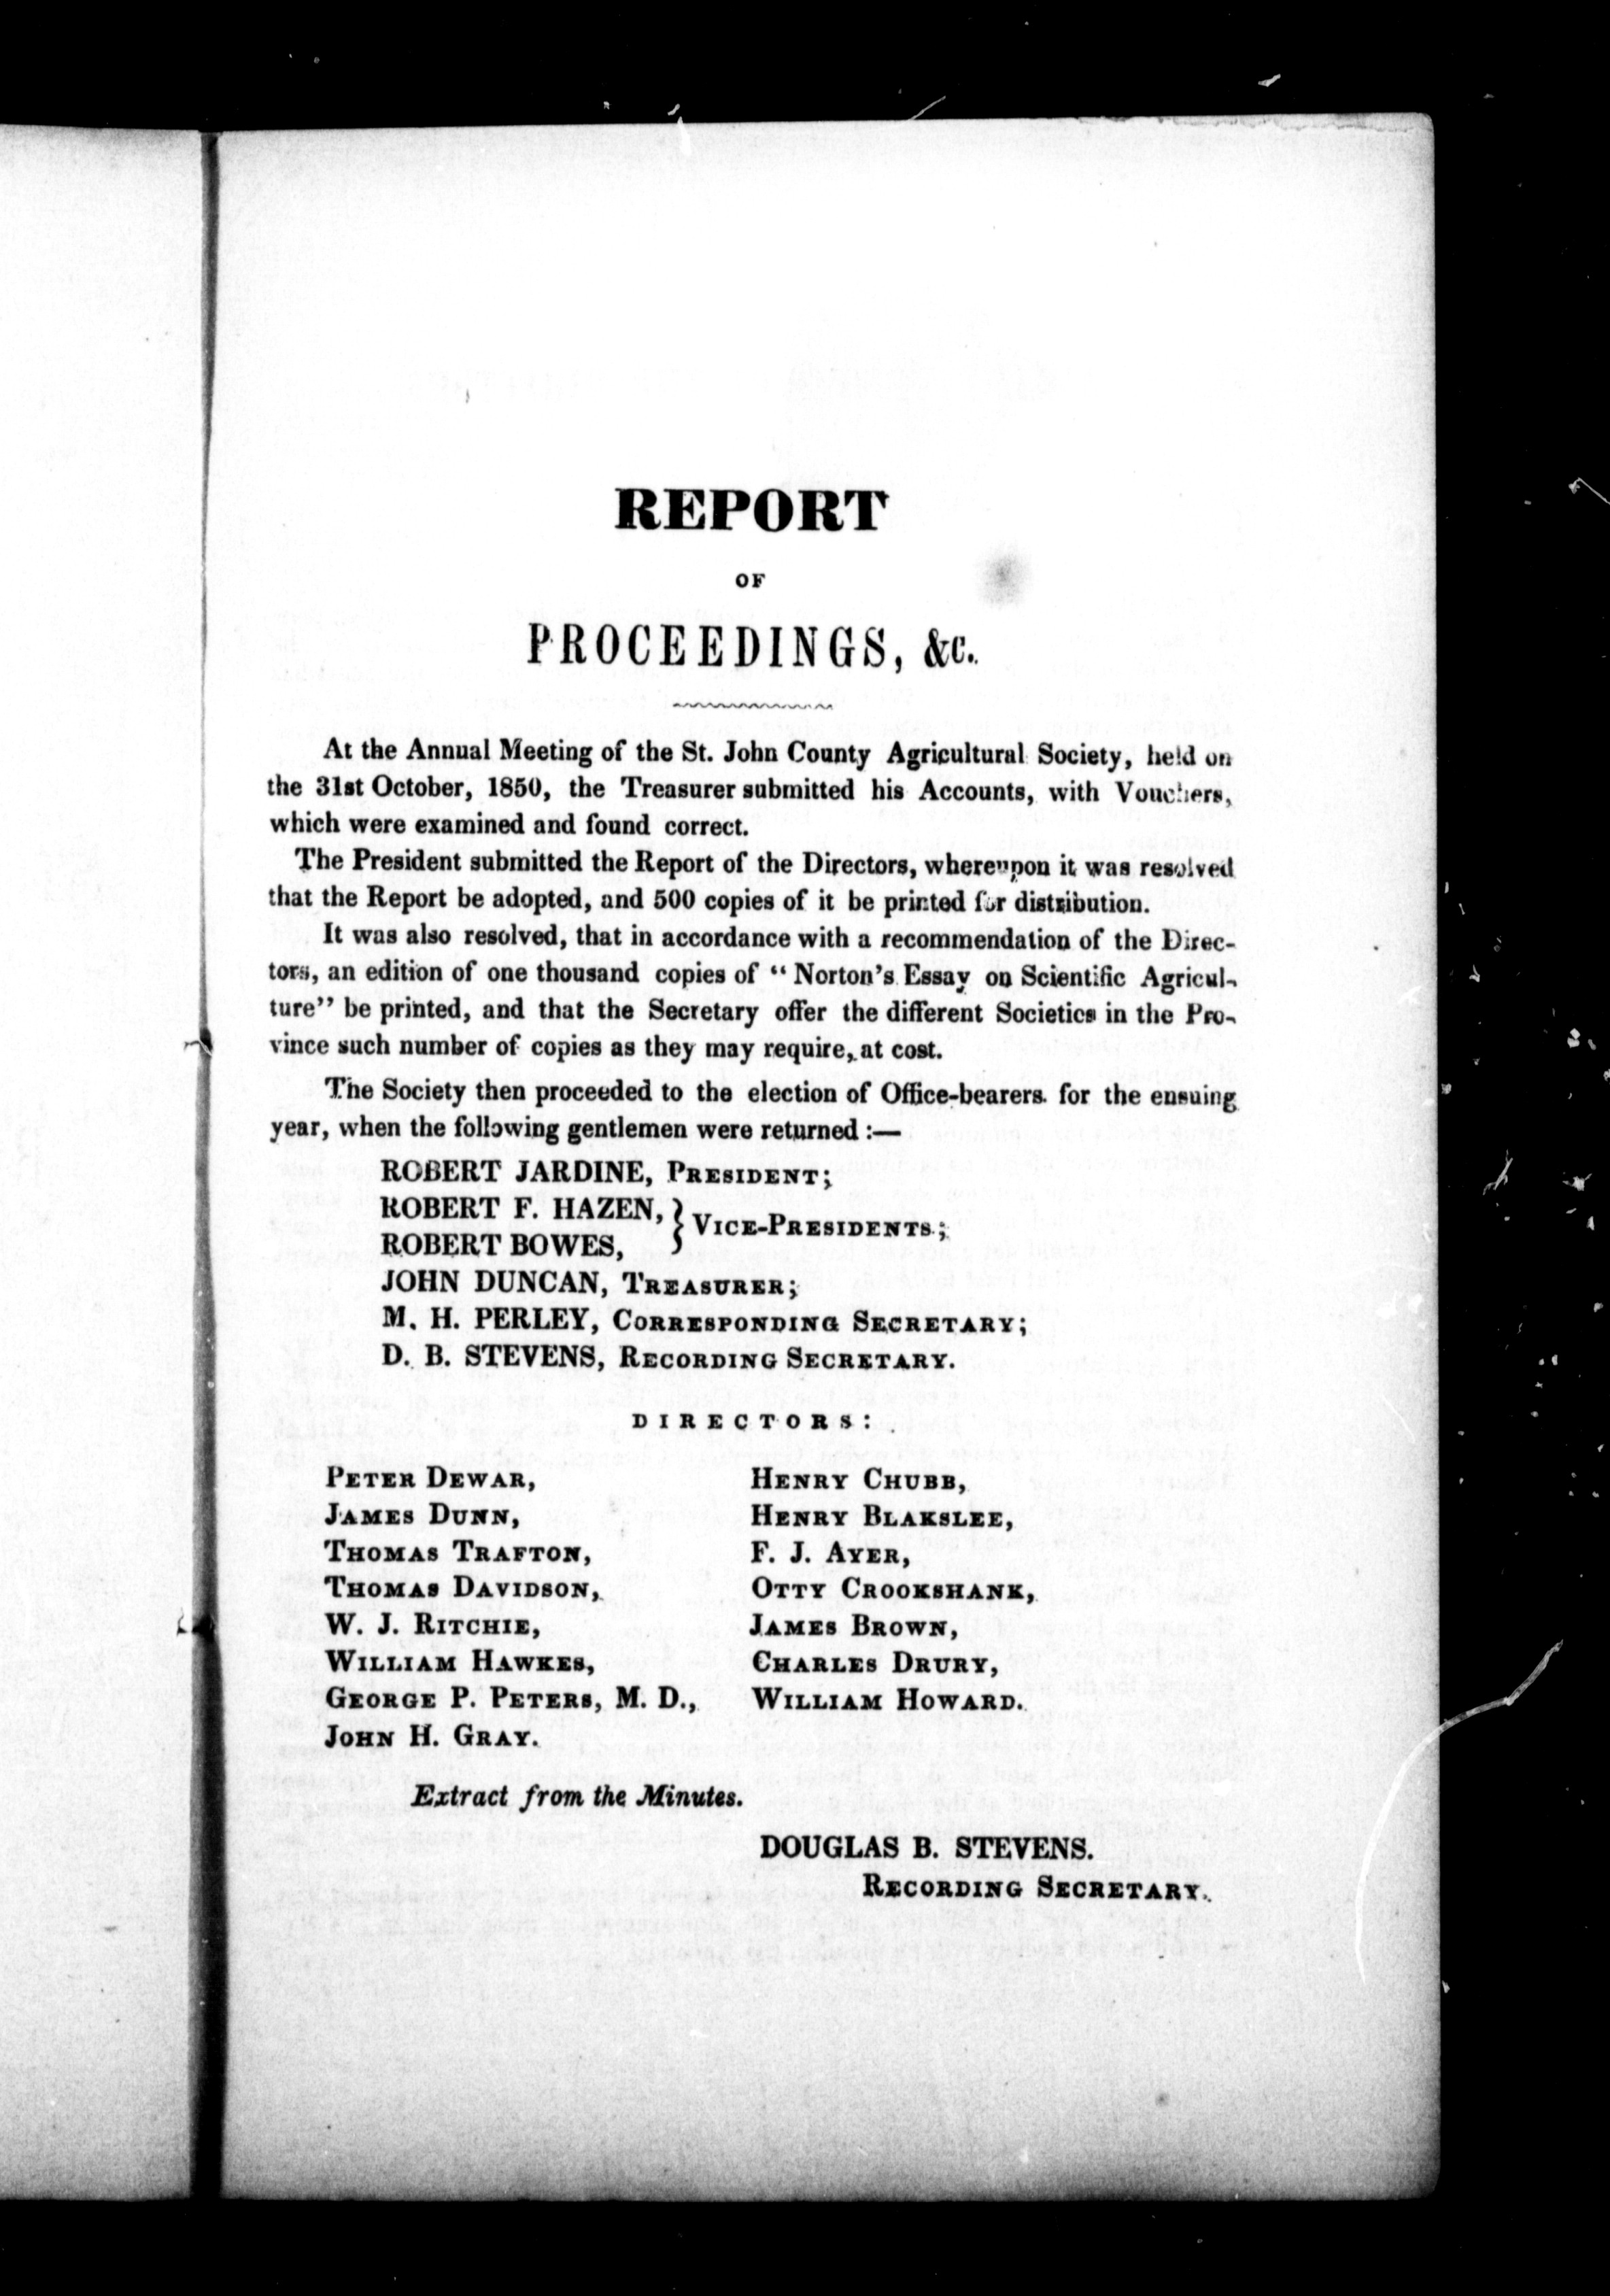 REPORT
OF
PROCEEDINGS, &c.
At the Annual Meeting of the St. John County Agricultural Society, held on
the 31st October, 1850, the Treasurer submitted his Accounts, with Vouchers,
which were examined and found correct.
The President submitted the Report of the Directors, whereupon it was resolved
that the Report be adopted, and 500 copies of it be printed for distribution.
It was also resolved, that in accordance with a recommendation of the Direc-
tors, an edition of one thousand copies of “Norton's Essay on Scientific Agricul-
ture” be printed, and that the Secretary offer the different Societies in the Pro-
vince such number of copies as they may require, at cost.
The Society then proceeded to the election of Office-bearers for the ensuing
year, when the following gentlemen were returned :—
ROBERT JARDINE, PRESIDENT;
ROBERT F. HAZEN, } VICE-PRESIDENTS;
ROBERT BOWES,
JOHN DUNCAN, TREASURER;
M. H. PERLEY, CORRESPONDING SECRETARY;
D. B. STEVENS, RECORDING SECRETARY.
DIRECTORS:
PETER DEWAR, HENRY CHUBB,
JAMES DUNN, HENRY BLAKSLEE,
THOMAS TRAFTON, F. J. AYER,
THOMAS DAVIDSON, OTTY CROOKSHANK,
W. J. RITCHIE, JAMES BROWN,
WILLIAM HAWKES, CHARLES DRURY,
GEORGE P. PETERS, M. D., WILLIAM HOWARD.
JOHN H. GRAY.
Extract from the Minutes.
DOUGLAS B. STEVENS.
RECORDING SECRETARY.